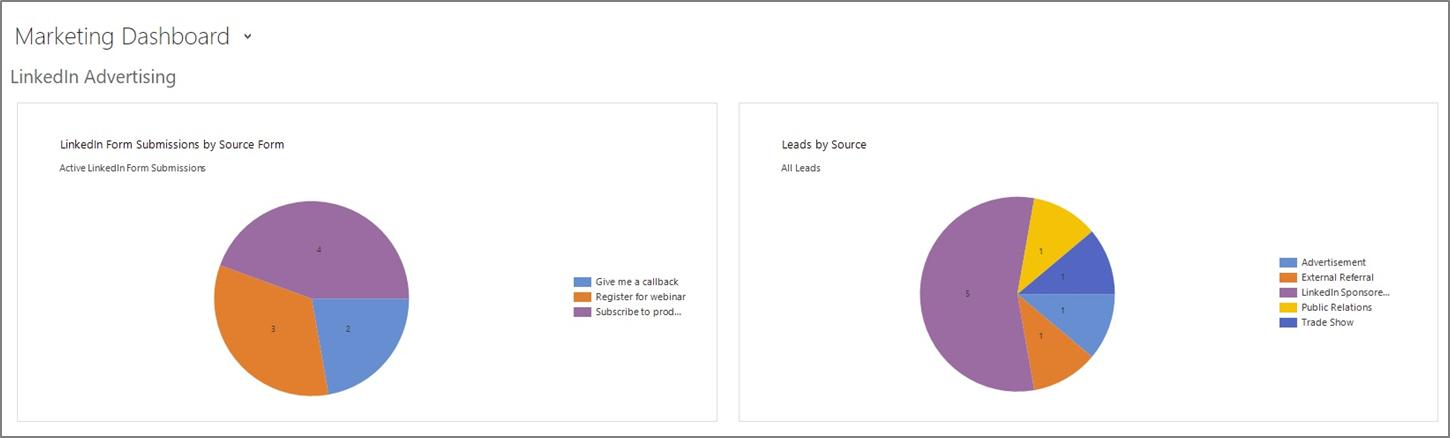 Marketing Dashboard
LinkedIn Advertising
LinkedIn Form Submissions by Source Form
Active LinkedIn Form Submissions
4
3
2
Give me a callback
Register for webinar
Subscribe to prod...
Leads by Source
All Leads
1
1
5
1
1
Advertisement
External Referral
LinkedIn Sponsore...
Public Relations
Trade Show